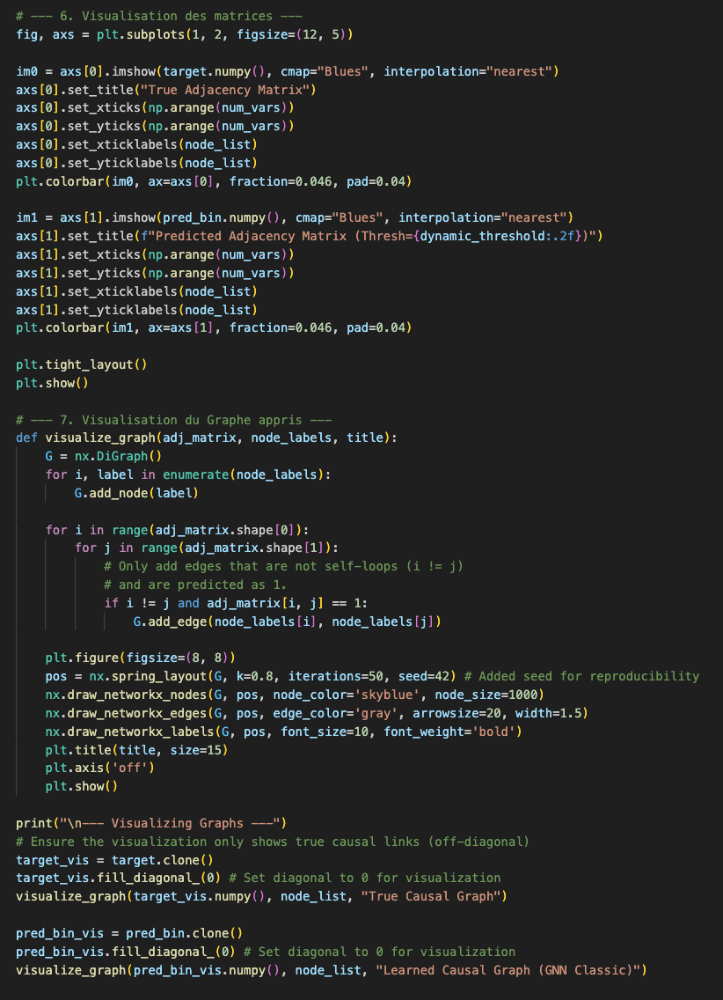 # --- 6. Visualisation des matrices ---
fig, axs = plt.subplots(1, 2, figsize=(12, 5))

im0 = axs[0].imshow(target.numpy(), cmap="Blues", interpolation="nearest")
axs[0].set_title("True Adjacency Matrix")
axs[0].set_xticks(np.arange(num_vars))
axs[0].set_yticks(np.arange(num_vars))
axs[0].set_xticklabels(node_list)
axs[0].set_yticklabels(node_list)
plt.colorbar(im0, ax=axs[0], fraction=0.046, pad=0.04)

im1 = axs[1].imshow(pred_bin.numpy(), cmap="Blues", interpolation="nearest")
axs[1].set_title(f"Predicted Adjacency Matrix (Thresh={dynamic_threshold:.2f})")
axs[1].set_xticks(np.arange(num_vars))
axs[1].set_yticks(np.arange(num_vars))
axs[1].set_xticklabels(node_list)
axs[1].set_yticklabels(node_list)
plt.colorbar(im1, ax=axs[1], fraction=0.046, pad=0.04)

plt.tight_layout()
plt.show()

# --- 7. Visualisation du Graphe appris ---
def visualize_graph(adj_matrix, node_labels, title):
    G = nx.DiGraph()
    for i, label in enumerate(node_labels):
        G.add_node(label)

    for i in range(adj_matrix.shape[0]):
        for j in range(adj_matrix.shape[1]):
            # Only add edges that are not self-loops (i != j)
            # and are predicted as 1.
            if i != j and adj_matrix[i, j] == 1:
                G.add_edge(node_labels[i], node_labels[j])

    plt.figure(figsize=(8, 8))
    pos = nx.spring_layout(G, k=0.8, iterations=50, seed=42) # Added seed for reproducibility
    nx.draw_networkx_nodes(G, pos, node_color='skyblue', node_size=1000)
    nx.draw_networkx_edges(G, pos, edge_color='gray', arrowsize=20, width=1.5)
    nx.draw_networkx_labels(G, pos, font_size=10, font_weight='bold')
    plt.title(title, size=15)
    plt.axis('off')
    plt.show()

print("\n--- Visualizing Graphs ---")
# Ensure the visualization only shows true causal links (off-diagonal)
target_vis = target.clone()
target_vis.fill_diagonal_(0) # Set diagonal to 0 for visualization
visualize_graph(target_vis.numpy(), node_list, "True Causal Graph")

pred_bin_vis = pred_bin.clone()
pred_bin_vis.fill_diagonal_(0) # Set diagonal to 0 for visualization
visualize_graph(pred_bin_vis.numpy(), node_list, "Learned Causal Graph (GNN Classic)")